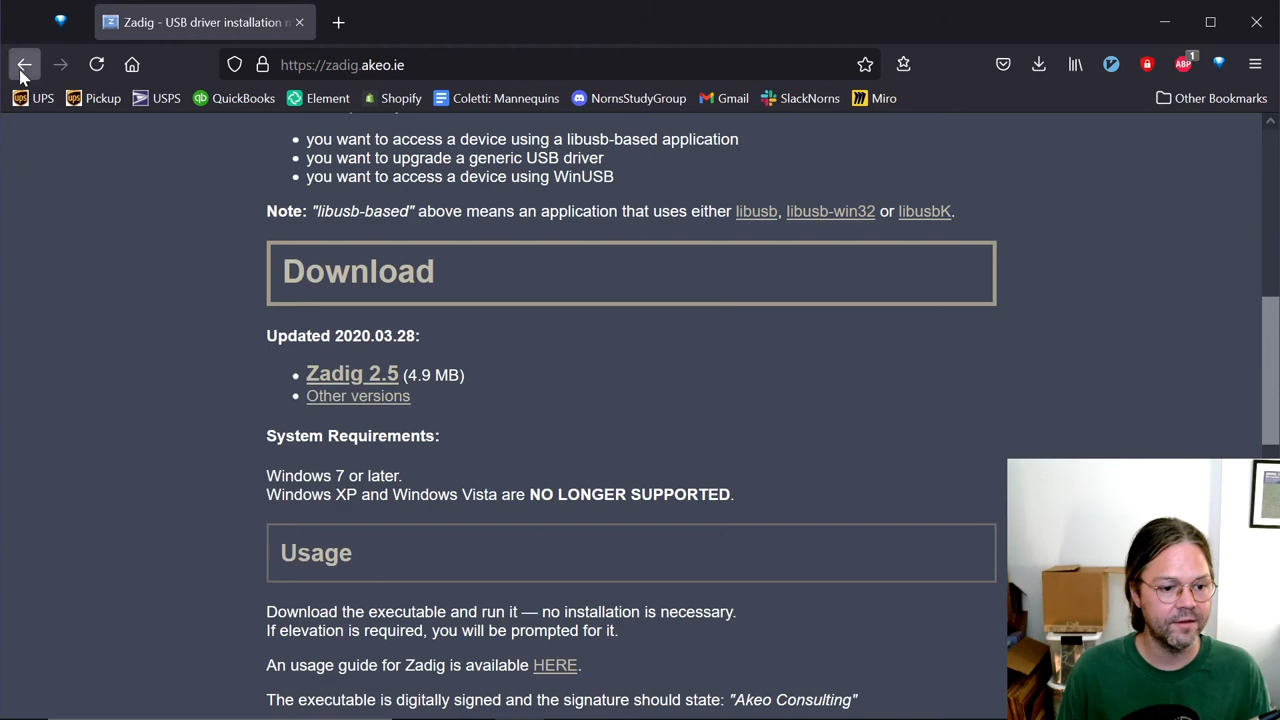 Zadig - USB driver installation
https://zadig.akeo.ie
1
ABP
UPS
Pickup
USPS
QuickBooks
Element
Shopify
Coletti: Mannequins
NornsStudyGroup
Gmail
SlackNorns
Miro
Other Bookmarks
• you want to access a device using a libusb-based application
• you want to upgrade a generic USB driver
• you want to access a device using WinUSB
Note: "libusb-based" above means an application that uses either libusb, libusb-win32 or libusbK.
Download
Updated 2020.03.28:
• Zadig 2.5 (4.9 MB)
• Other versions
System Requirements:
Windows 7 or later.
Windows XP and Windows Vista are NO LONGER SUPPORTED.
Usage
Download the executable and run it — no installation is necessary.
If elevation is required, you will be prompted for it.
An usage guide for Zadig is available HERE.
The executable is digitally signed and the signature should state: "Akeo Consulting"